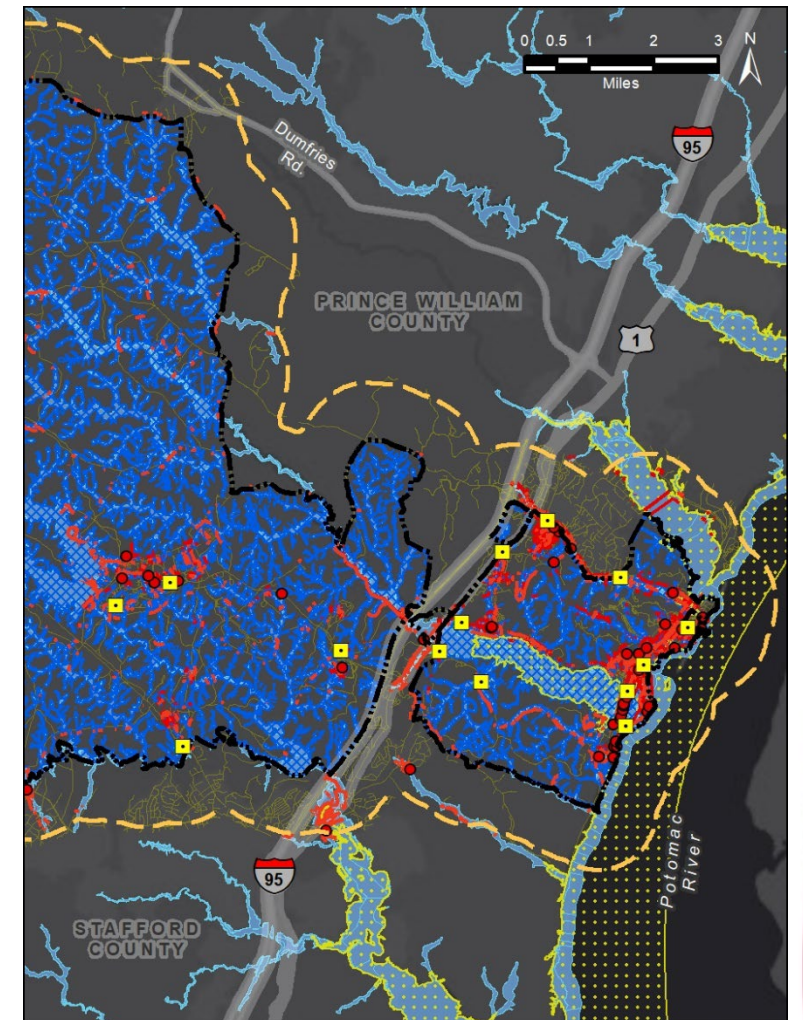 0 0.5 1 2 3
Miles
N
95
Dumfries
Rd.
PRINCE WILLIAM
COUNTY
1
Potomac
River
95
STAFFORD
COUNTY